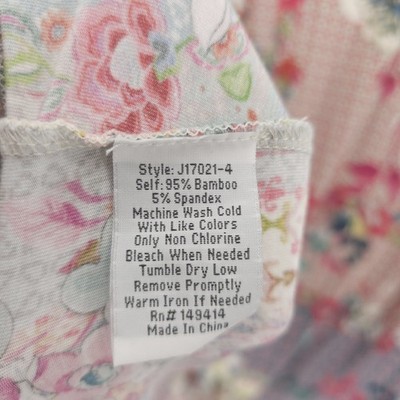 Style: J17021-4
Self: 95% Bamboo
5% Spandex
Machine Wash Cold
With Like Colors
Only Non Chlorine
Bleach When Needed
Tumble Dry Low
Remove Promptly
Warm Iron If Needed
Rn# 149414
Made In China